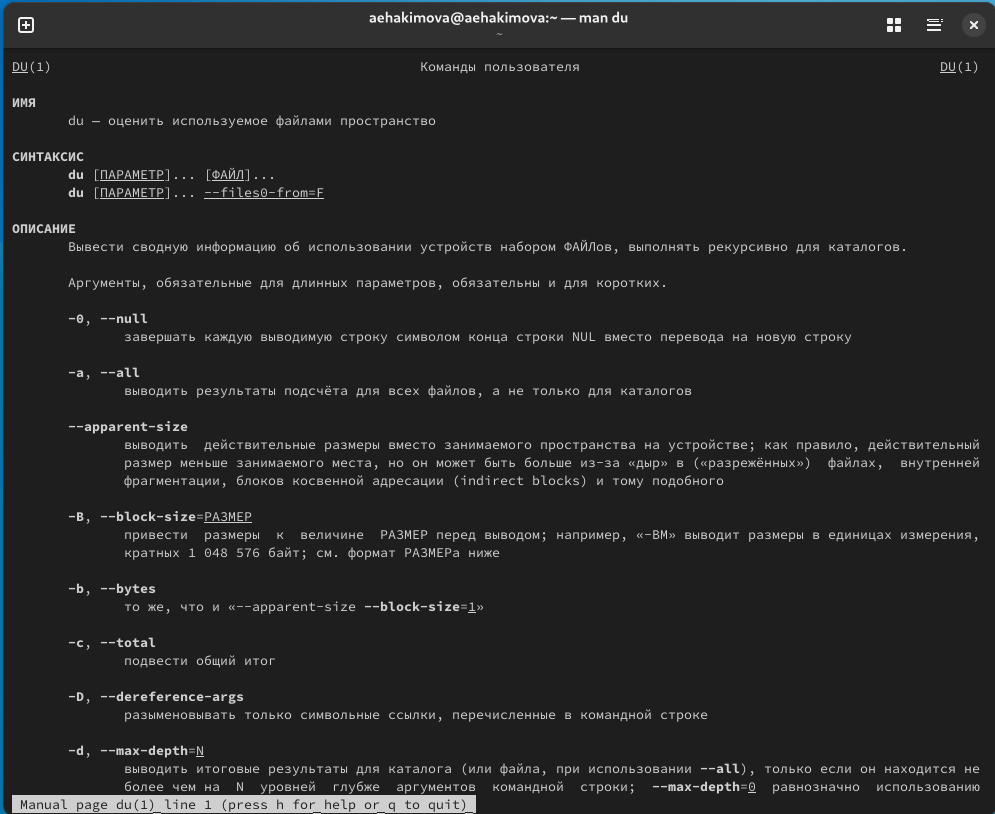 aehakimova@aehakimova:~ — man du
~
DU(1) Команды пользователя DU(1)
ИМЯ
du — оценить используемое файлами пространство
СИНТАКСИС
du [ПАРАМЕТР]... [ФАЙЛ]...
du [ПАРАМЕТР]... --files0-from=F
ОПИСАНИЕ
Вывести сводную информацию об использовании устройств набором ФАЙЛов, выполнять рекурсивно для каталогов.
Аргументы, обязательные для длинных параметров, обязательны и для коротких.
-0, --null
завершать каждую выводимую строку символом конца строки NUL вместо перевода на новую строку
-a, --all
выводить результаты подсчёта для всех файлов, а не только для каталогов
--apparent-size
выводить действительные размеры вместо занимаемого пространства на устройстве; как правило, действительный
размер меньше занимаемого места, но он может быть больше из-за «дыр» в («разрежённых») файлах, внутренней
фрагментации, блоков косвенной адресации (indirect blocks) и тому подобного
-B, --block-size=РАЗМЕР
привести размеры к величине РАЗМЕР перед выводом; например, «-BM» выводит размеры в единицах измерения,
кратных 1 048 576 байт; см. формат РАЗМЕРа ниже
-b, --bytes
то же, что и «--apparent-size --block-size=1»
-c, --total
подвести общий итог
-D, --dereference-args
разыменовывать только символьные ссылки, перечисленные в командной строке
-d, --max-depth=N
выводить итоговые результаты для каталога (или файла, при использовании --all), только если он находится не
более чем на N уровней глубже аргументов командной строки; --max-depth=0 равнозначно использованию
Manual page du(1) line 1 (press h for help or q to quit)